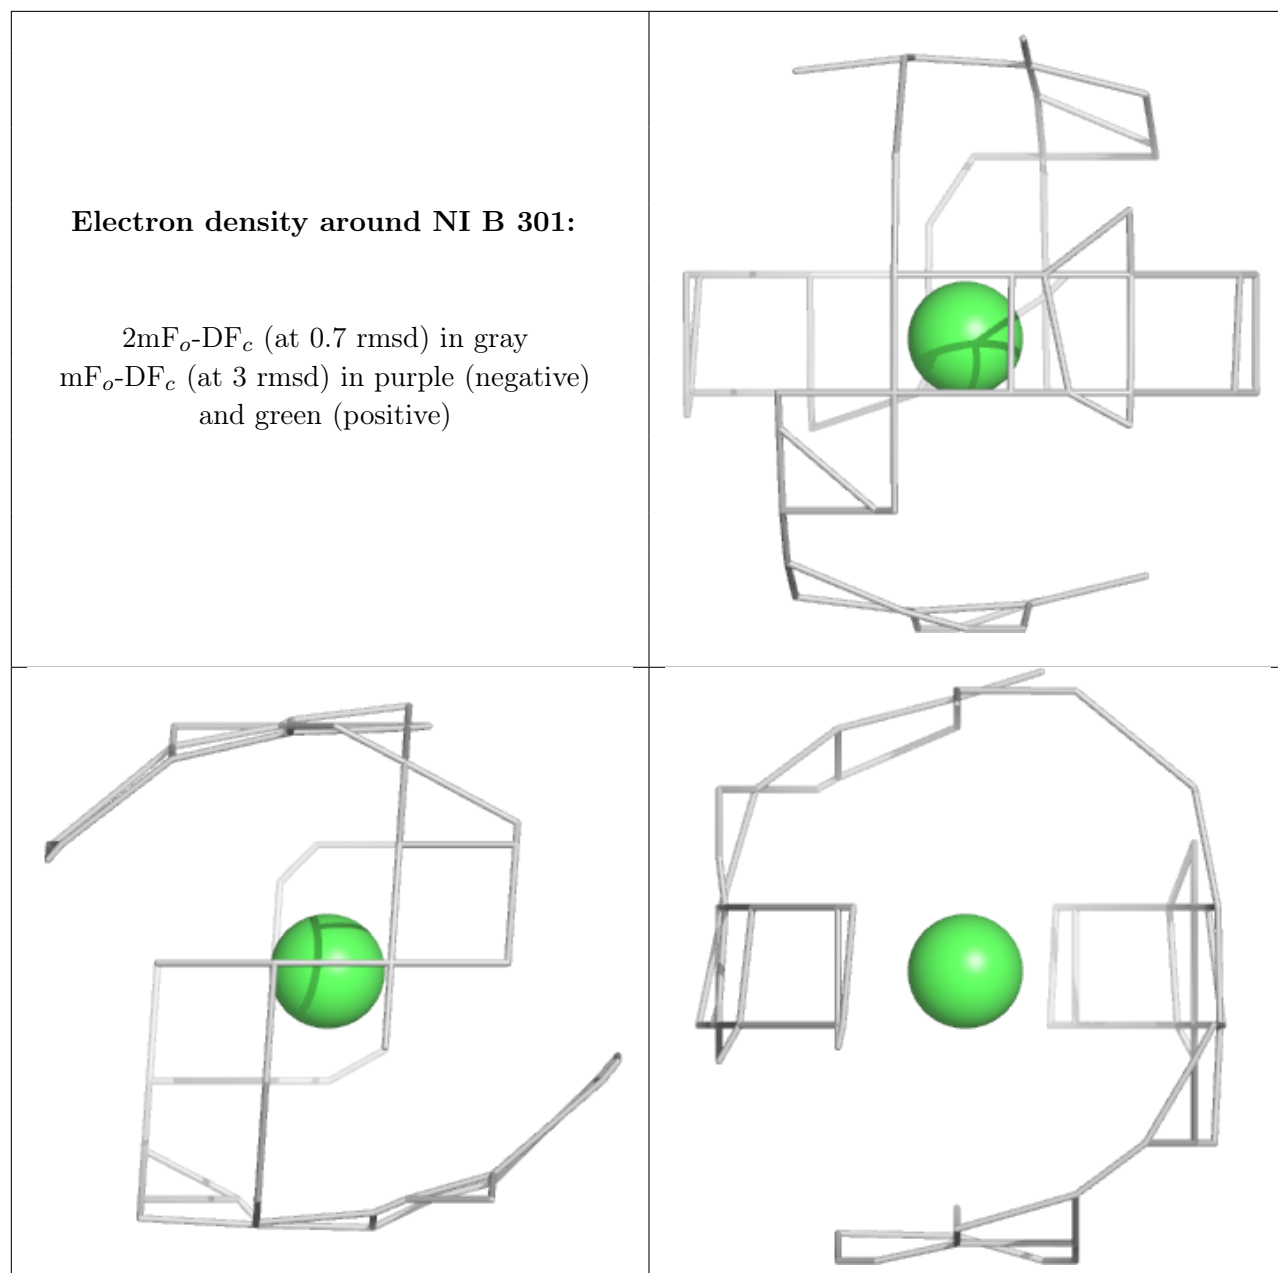 Electron density around NI B 301:
2mFo-DFc (at 0.7 rmsd) in gray
mFo-DFc (at 3 rmsd) in purple (negative)
and green (positive)